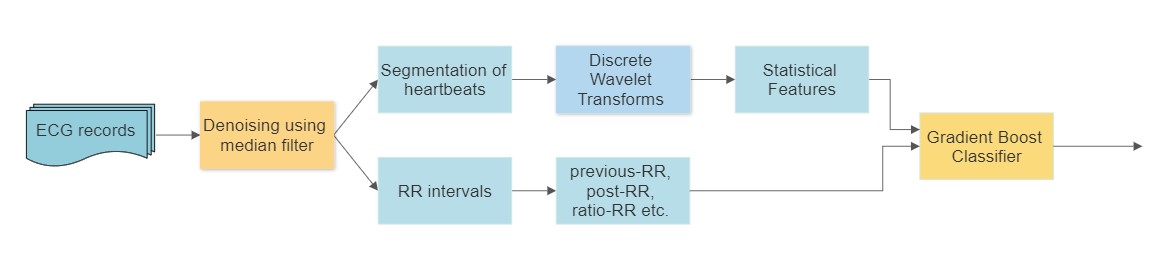 ECG records
Denoising using
median filter
Segmentation of
heartbeats
Discrete
Wavelet
Transforms
Statistical
Features
RR intervals
previous-RR,
post-RR,
ratio-RR etc.
Gradient Boost
Classifier